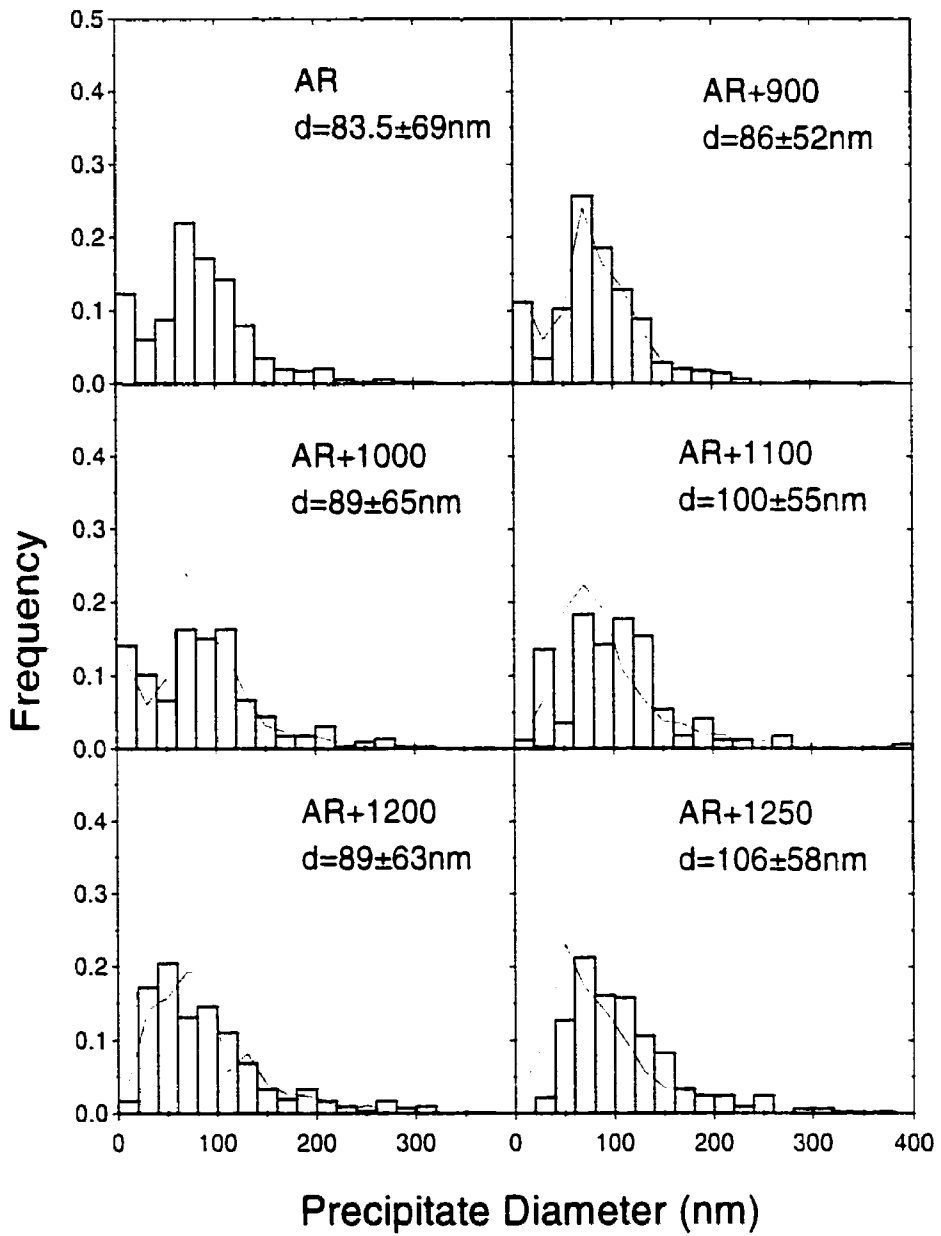 0.5
0.4
0.3
0.2
0.1
0.0
AR
d=83.5±69nm
AR+900
d=86±52nm
0.4
0.3
0.2
0.1
0.0
AR+1000
d=89±65nm
AR+1100
d=100±55nm
0.4
0.3
0.2
0.1
0.0
AR+1200
d=89±63nm
AR+1250
d=106±58nm
0 100 200 300 0 100 200 300 400
Frequency
Precipitate Diameter (nm)